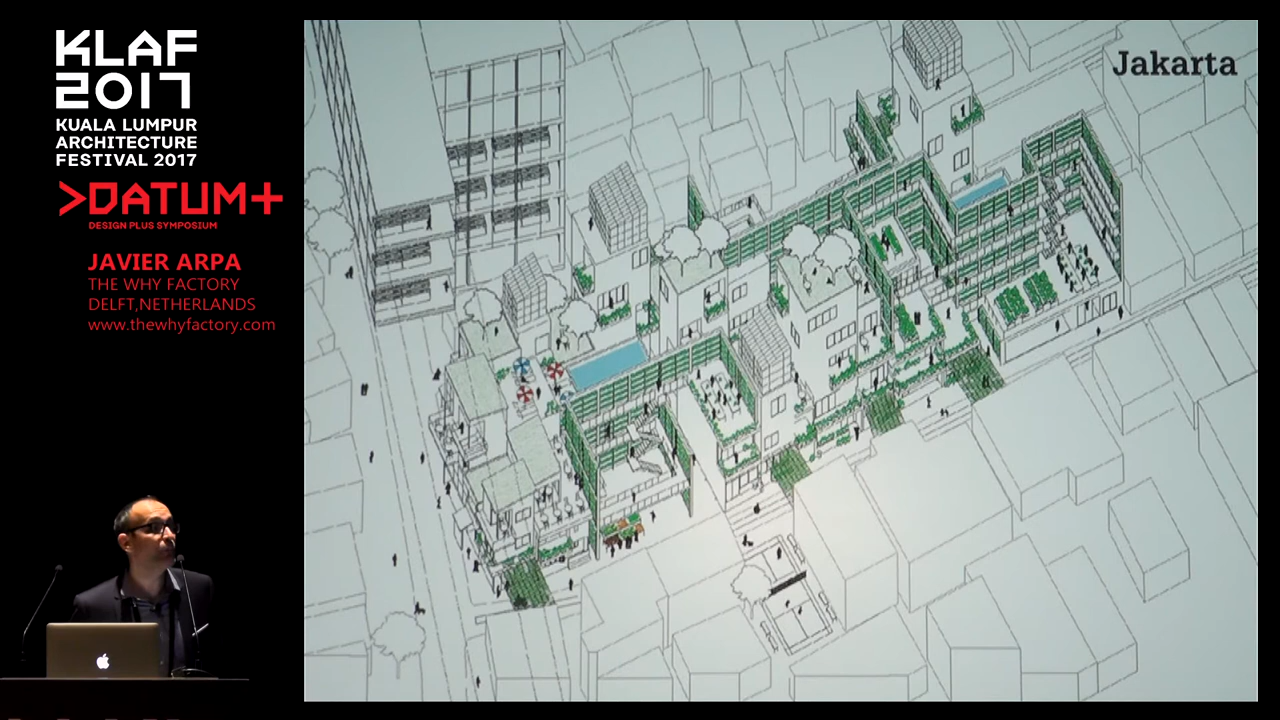 KLAF
2017
KUALA LUMPUR
ARCHITECTURE
FESTIVAL 2017
>DATUM+
DESIGN PLUS SYMPOSIUM
JAVIER ARPA
THE WHY FACTORY
DELFT,NETHERLANDS
www.thewhyfactory.com
Jakarta